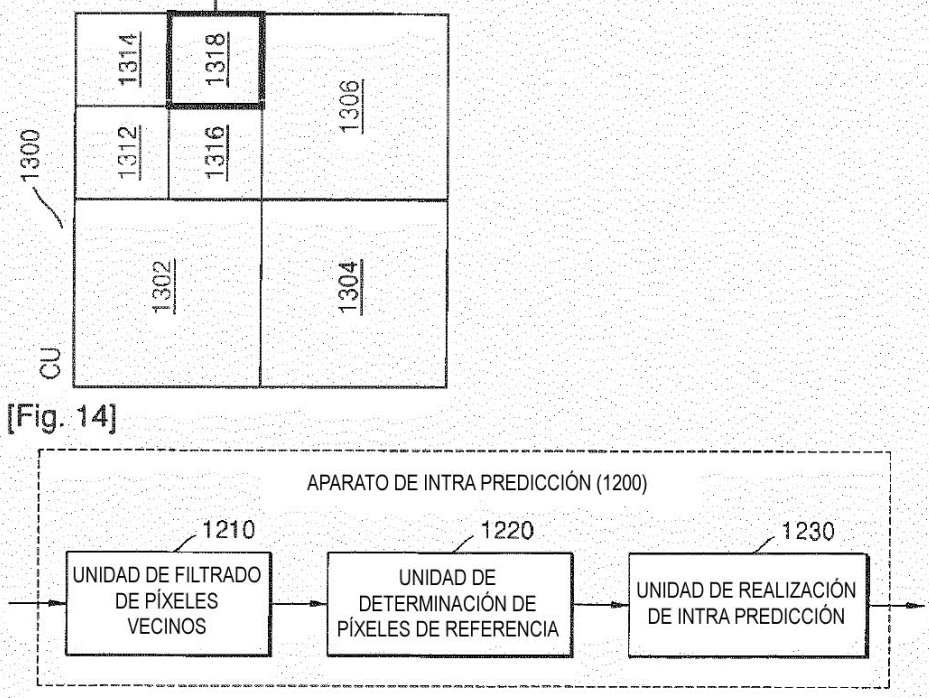 1300
CU
1314
1318
1306
1312
1316
1302
1304
[Fig. 14]
APARATO DE INTRA PREDICCIÓN (1200)
1210
UNIDAD DE FILTRADO
DE PÍXELES
VECINOS
1220
UNIDAD DE
DETERMINACIÓN DE
PÍXELES DE REFERENCIA
1230
UNIDAD DE REALIZACIÓN
DE INTRA PREDICCIÓN